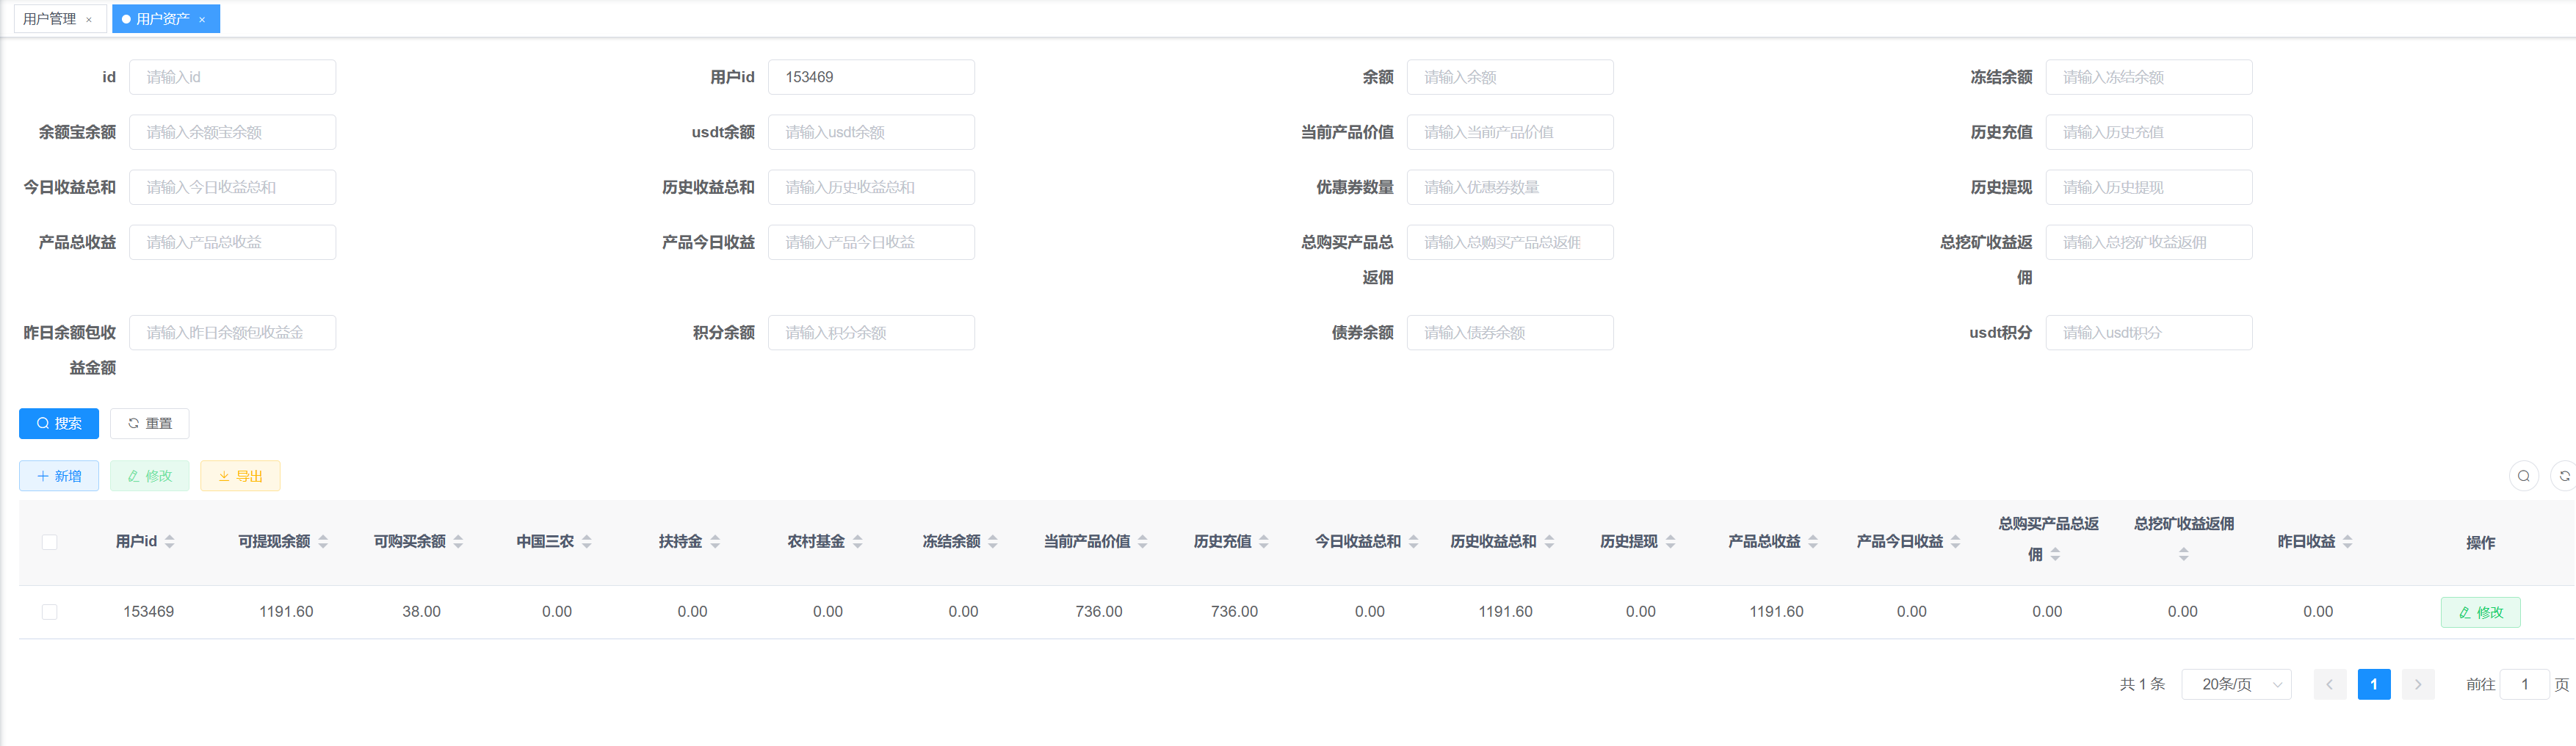 用户管理 ×
用户资产 ×
id 请输入id 用户id 153469 余额 请输入余额 冻结余额 请输入冻结余额
余额宝余额 请输入余额宝余额 usdt余额 请输入usdt余额 当前产品价值 请输入当前产品价值 历史充值 请输入历史充值
今日收益总和 请输入今日收益总和 历史收益总和 请输入历史收益总和 优惠券数量 请输入优惠券数量 历史提现 请输入历史提现
产品总收益 请输入产品总收益 产品今日收益 请输入产品今日收益 总购买产品总 请输入总购买产品总返佣 总挖矿收益返 请输入总挖矿收益返佣
返佣 佣
昨日余额包收 请输入昨日余额包收益金 积分余额 请输入积分余额 债券余额 请输入债券余额 usdt积分 请输入usdt积分
益金额
搜索 重置
新增 修改 导出
用户id 可提现余额 可购买余额 中国三农 扶持金 农村基金 冻结余额 当前产品价值 历史充值 今日收益总和 历史收益总和 历史提现 产品总收益 产品今日收益 总购买产品总返 总挖矿收益返佣 昨日收益 操作
佣
153469 1191.60 38.00 0.00 0.00 0.00 0.00 736.00 736.00 0.00 1191.60 0.00 1191.60 0.00 0.00 0.00 0.00 修改
共 1 条 20条/页 1 前往 1 页